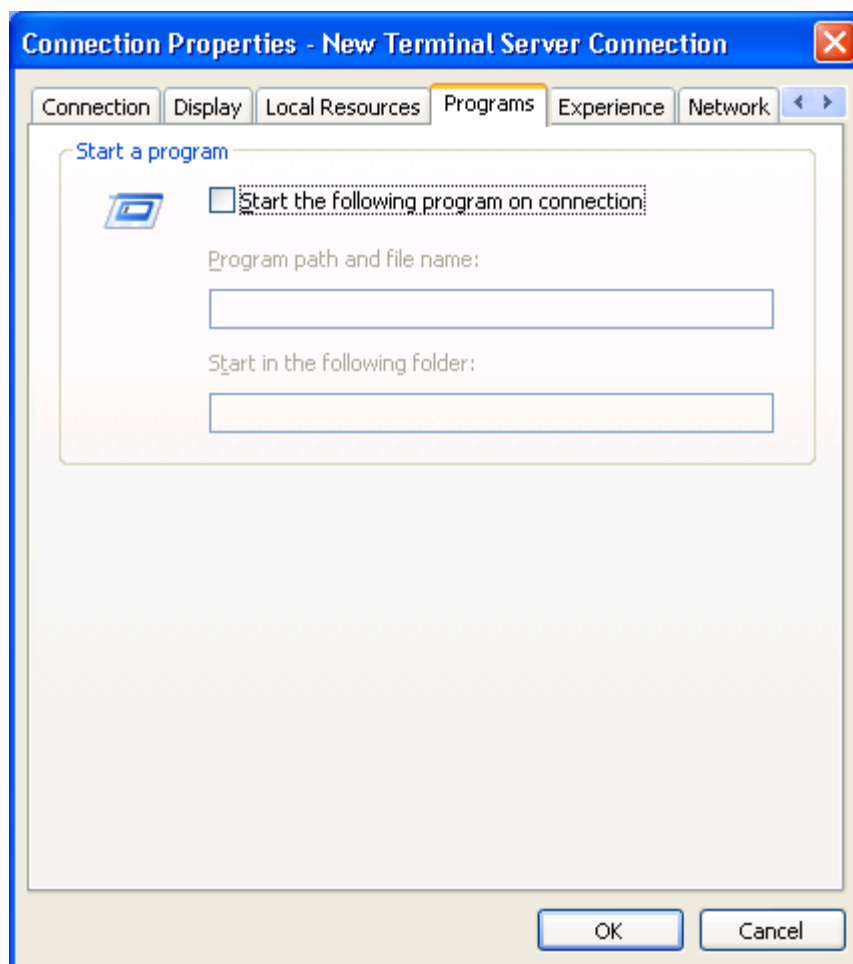 Connection Properties - New Terminal Server Connection
Connection Display Local Resources Programs Experience Network
Start a program
Start the following program on connection
Program path and file name:
Start in the following folder:
OK Cancel